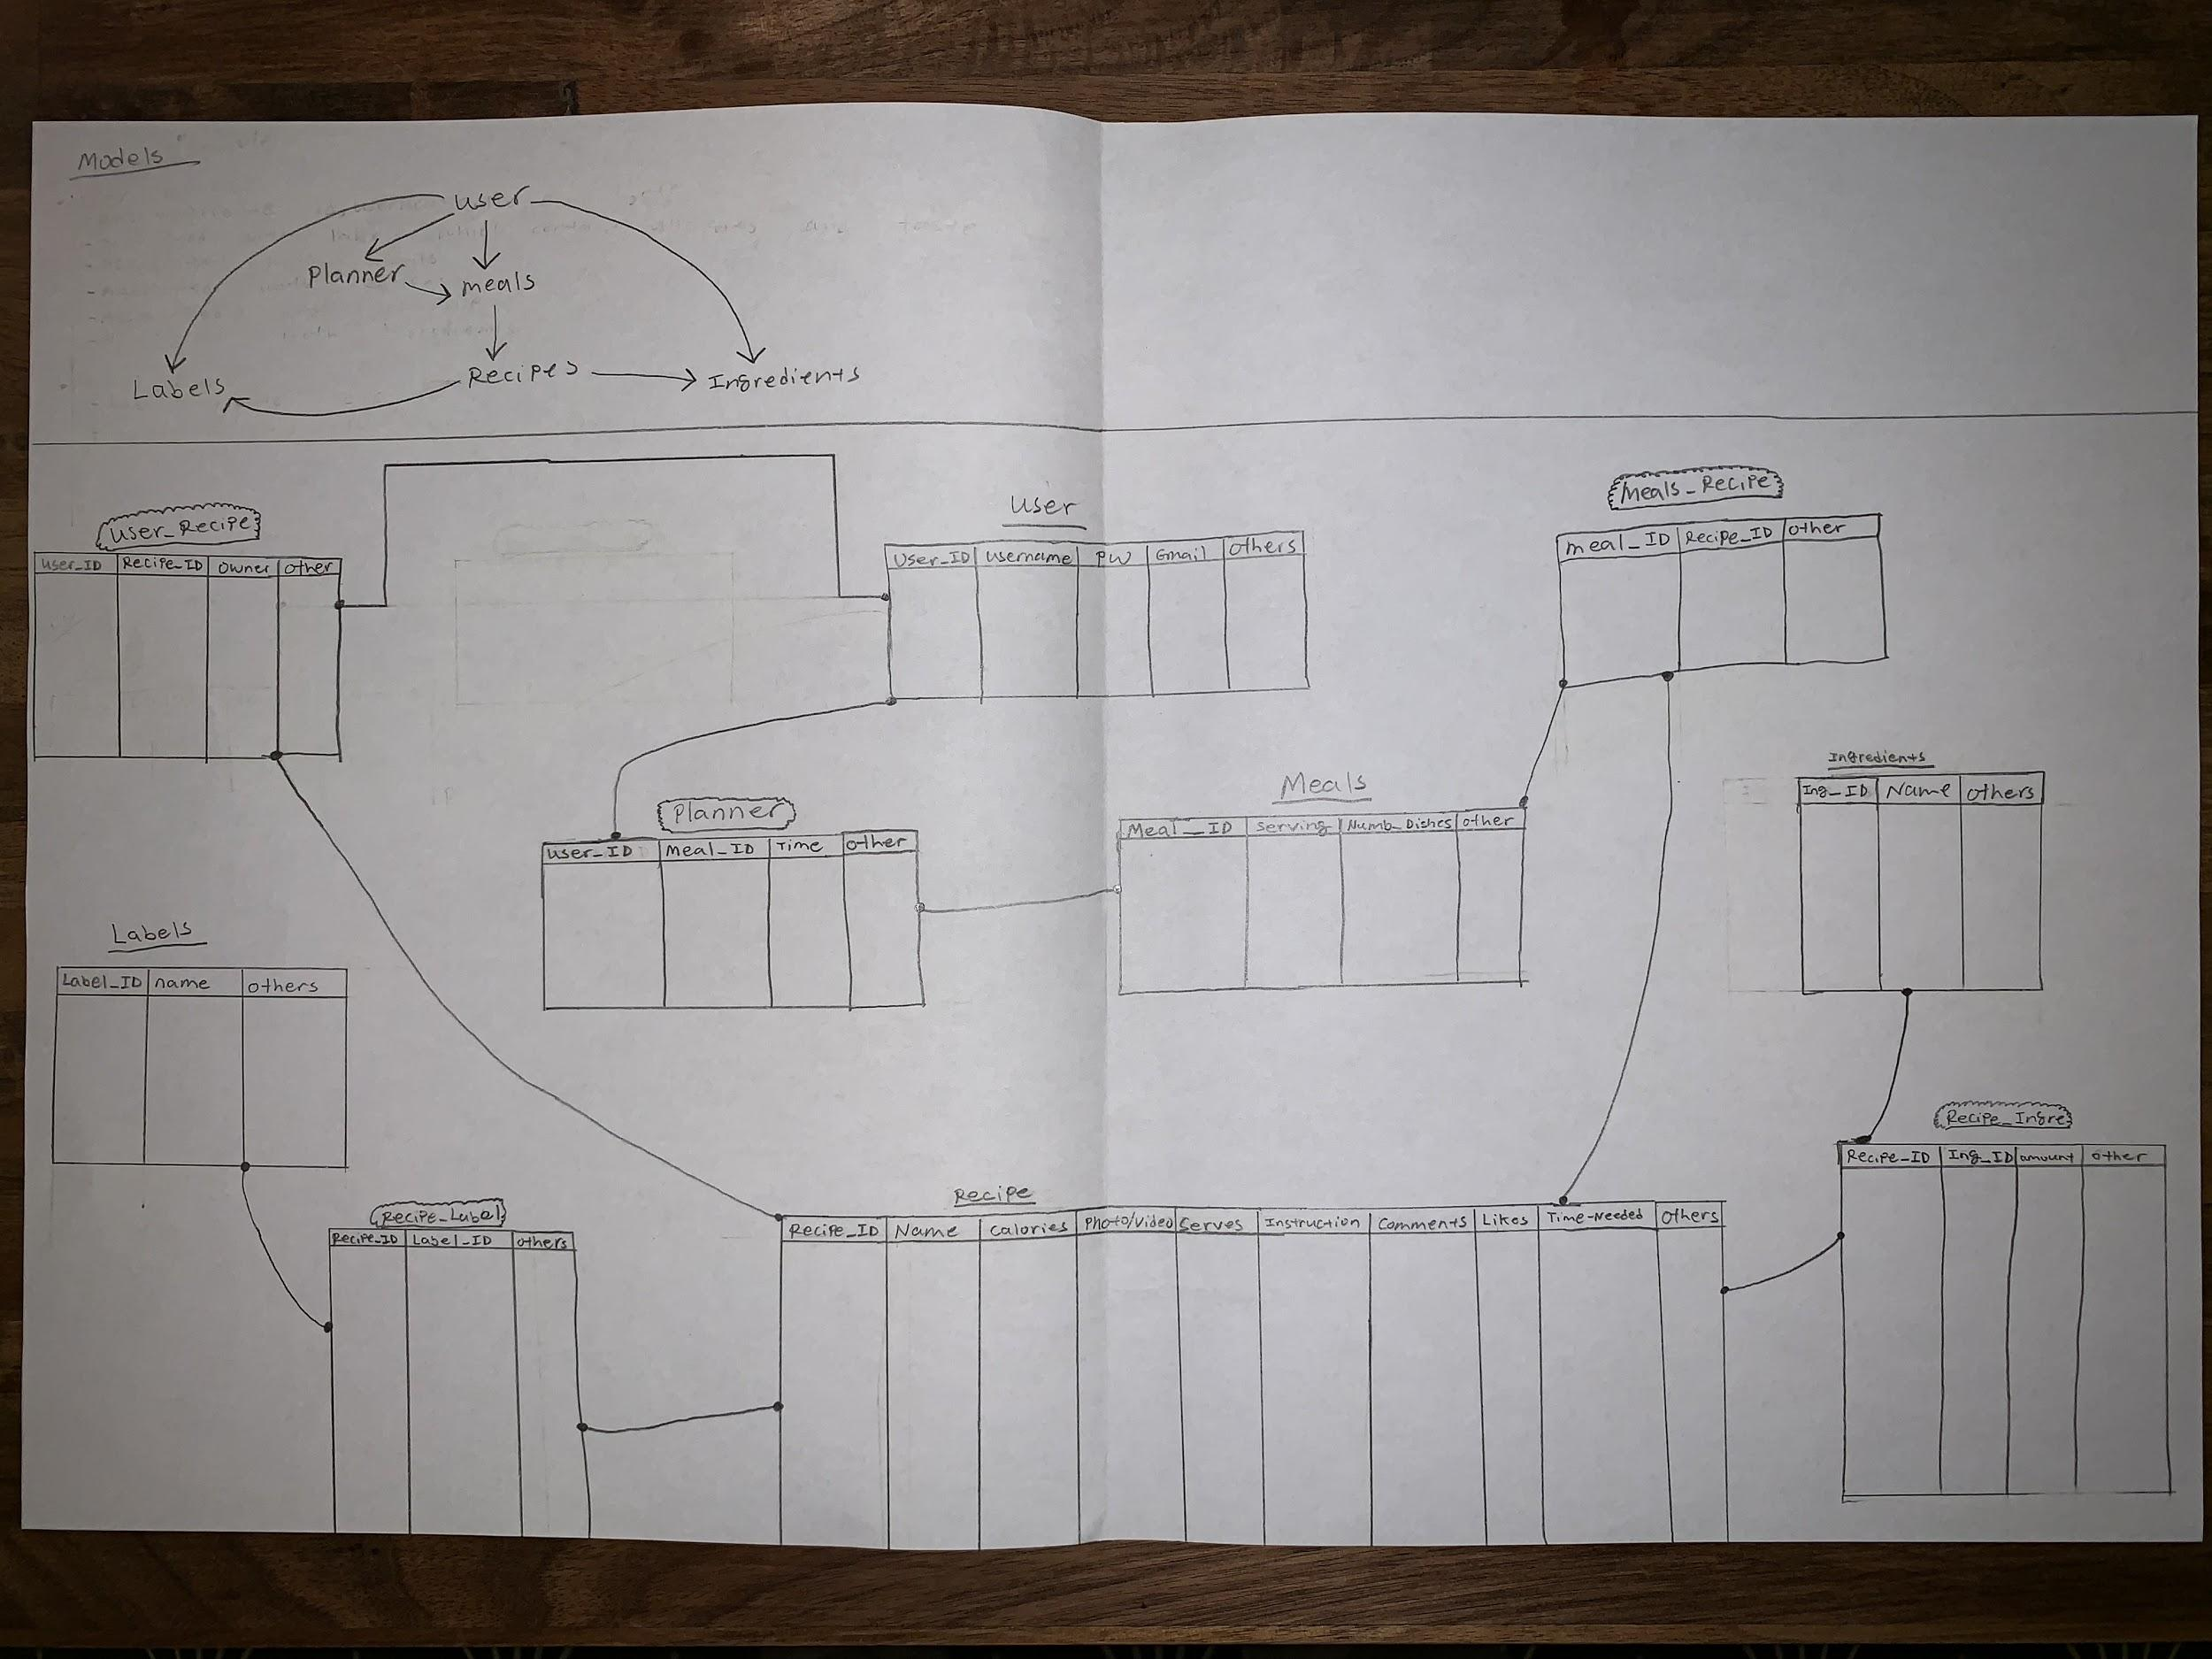 Models
user
Planner
meals
Labels
Recipes
Ingredients
User_Recipe
user_ID Recipe_ID owner other
User
User_ID username PW Gmail others
Meals_Recipe
meal_ID Recipe_ID other
Planner
user_ID Meal_ID Time other
Meals
Meal_ID serving Numb_Dishes other
Ingredients
Ing_ID Name others
Labels
Label_ID name others
Recipe_Label
Recipe_ID Label_ID others
Recipe
Recipe_ID Name Calories Photo/Video Serves Instruction Comments Likes Time-Needed Others
Recipe_Ingre
Recipe_ID Ing_ID amount other